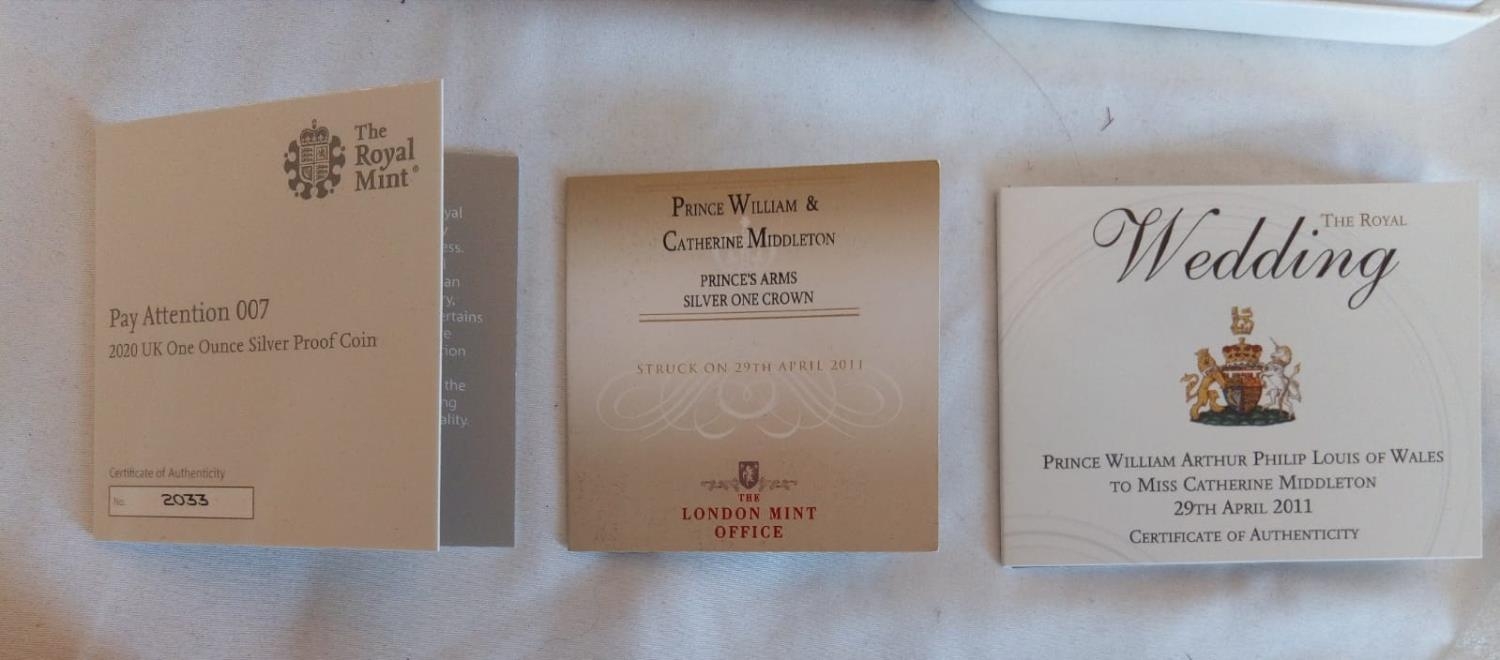 The
Royal
Mint®
Pay Attention 007
2020 UK One Ounce Silver Proof Coin
Certificate of Authenticity
No. 2033
the
PRINCE WILLIAM &
CATHERINE MIDDLETON
PRINCE'S ARMS
SILVER ONE CROWN
STRUCK ON 29TH APRIL 2011
THE
LONDON MINT
OFFICE
THE ROYAL
Wedding
PRINCE WILLIAM ARTHUR PHILIP LOUIS OF WALES
TO MISS CATHERINE MIDDLETON
29TH APRIL 2011
CERTIFICATE OF AUTHENTICITY